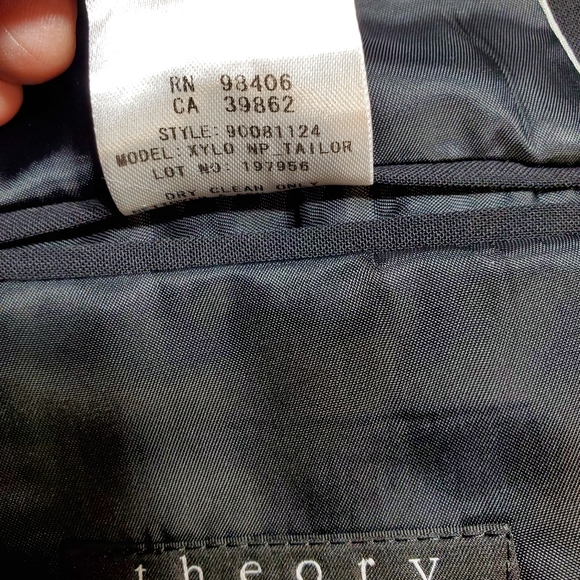 RN 98406
CA 39862
STYLE: 90081124
MODEL: XYLO NP_TAILOR
LOT NO: 197956
DRY CLEAN ONLY
theory